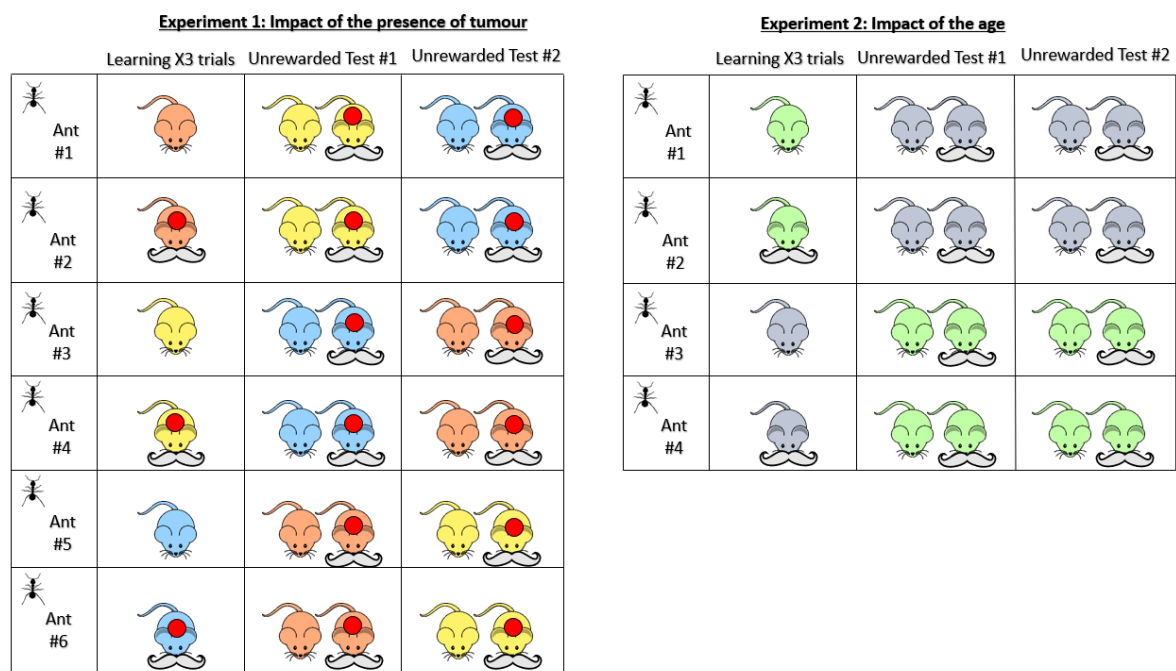 Experiment 1: Impact of the presence of tumour
Learning X3 trials Unrewarded Test #1 Unrewarded Test #2
Ant
#1
Ant
#2
Ant
#3
Ant
#4
Ant
#5
Ant
#6
Experiment 2: Impact of the age
Learning X3 trials Unrewarded Test #1 Unrewarded Test #2
Ant
#1
Ant
#2
Ant
#3
Ant
#4